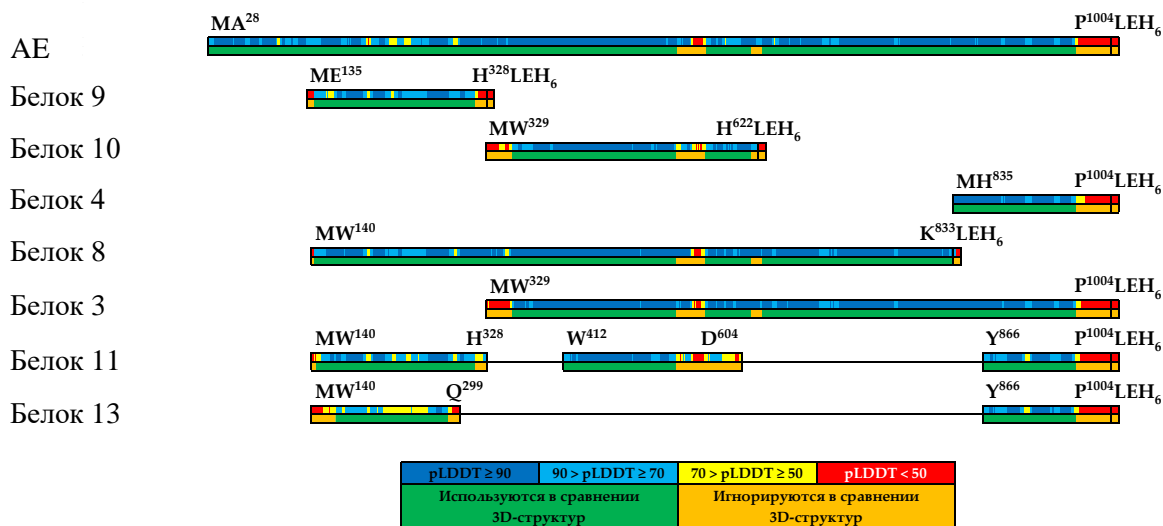 MA²⁸ P¹⁰⁰⁴LEH₆
AE
ME¹³⁵ H³²⁸LEH₆
Белок 9
MW³²⁹ H⁶²²LEH₆
Белок 10
MH⁸³⁵ P¹⁰⁰⁴LEH₆
Белок 4
MW¹⁴⁰ K⁸³³LEH₆
Белок 8
MW³²⁹ P¹⁰⁰⁴LEH₆
Белок 3
MW¹⁴⁰ H³²⁸ W⁴¹² D⁶⁰⁴ Y⁸⁶⁶ P¹⁰⁰⁴LEH₆
Белок 11
MW¹⁴⁰ Q²⁹⁹ Y⁸⁶⁶ P¹⁰⁰⁴LEH₆
Белок 13
pLDDT ≥ 90 90 > pLDDT ≥ 70 70 > pLDDT ≥ 50 pLDDT < 50
Используются в сравнении Игнорируются в сравнении
3D-структур 3D-структур